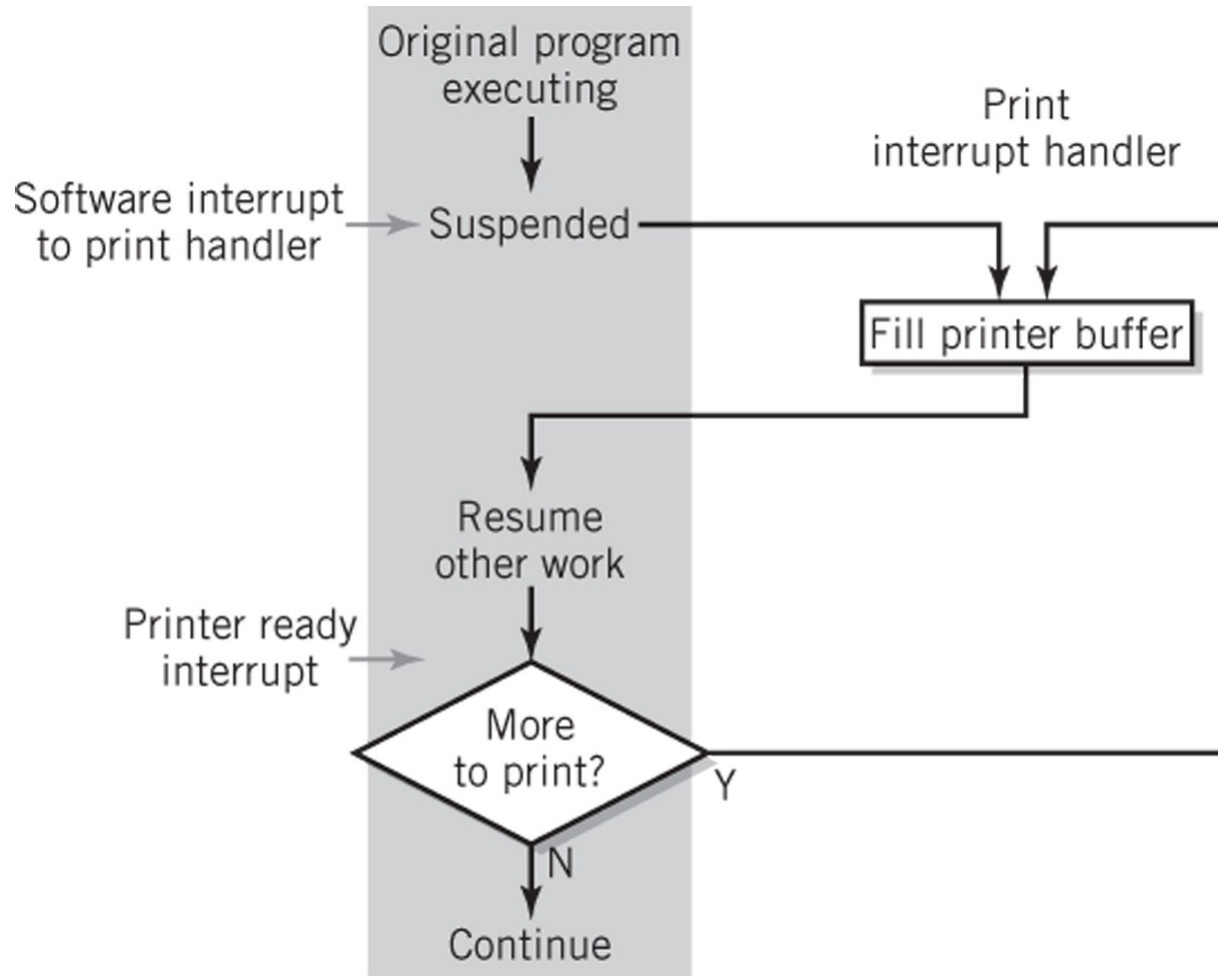 Original program
executing
Print
interrupt handler
Software interrupt
to print handler
Suspended
Fill printer buffer
Resume
other work
Printer ready
interrupt
More
to print?
Y
N
Continue